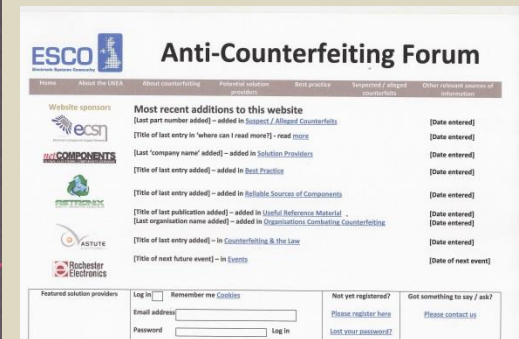 ESCO
Electronic Systems Community
Anti-Counterfeiting Forum
Home
About the UKEA
About counterfeiting
Potential solution providers
Best practice
Suspected / alleged counterfeits
Other relevant sources of information
Website sponsors
ecsn
netCOMPONENTS
RETRONIX
ASTUTE
Rochester Electronics
Most recent additions to this website
[Last part number added] – added in Suspect / Alleged Counterfeits [Date entered]
[Title of last entry in 'where can I read more?] - read more [Date entered]
[Last 'company name' added] – added in Solution Providers [Date entered]
[Title of last entry added] – added in Best Practice [Date entered]
[Title of last entry added] – added in Reliable Sources of Components [Date entered]
[Title of last publication added] – added in Useful Reference Material . [Date entered]
[Last organisation name added] – added in Organisations Combating Counterfeiting [Date entered]
[Title of last entry added] – in Counterfeiting & the Law [Date entered]
[Title of next future event] – in Events [Date of next event]
Featured solution providers
Log in Remember me Cookies
Email address
Password Log in
Not yet registered?
Please register here
Lost your password?
Got something to say / ask?
Please contact us